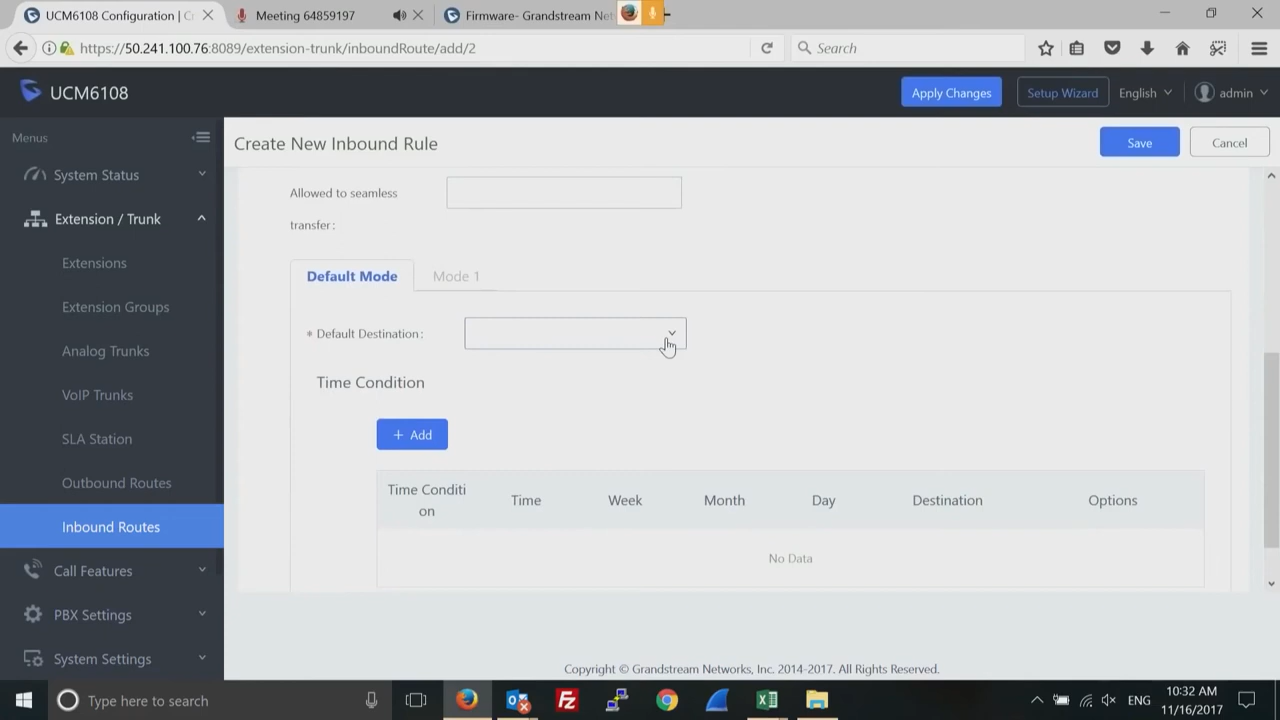 UCM6108 Configuration | C
Meeting 64859197
Firmware- Grandstream Net
https://50.241.100.76:8089/extension-trunk/inboundRoute/add/2
Search
UCM6108
Apply Changes
Setup Wizard
English
admin
Menus
System Status
Extension / Trunk
Extensions
Extension Groups
Analog Trunks
VoIP Trunks
SLA Station
Outbound Routes
Inbound Routes
Call Features
PBX Settings
System Settings
Create New Inbound Rule
Save
Cancel
Allowed to seamless
transfer :
Default Mode
Mode 1
* Default Destination :
Time Condition
+ Add
Time Conditi
on
Time
Week
Month
Day
Destination
Options
No Data
Copyright © Grandstream Networks, Inc. 2014-2017. All Rights Reserved.
Type here to search
ENG
10:32 AM
11/16/2017